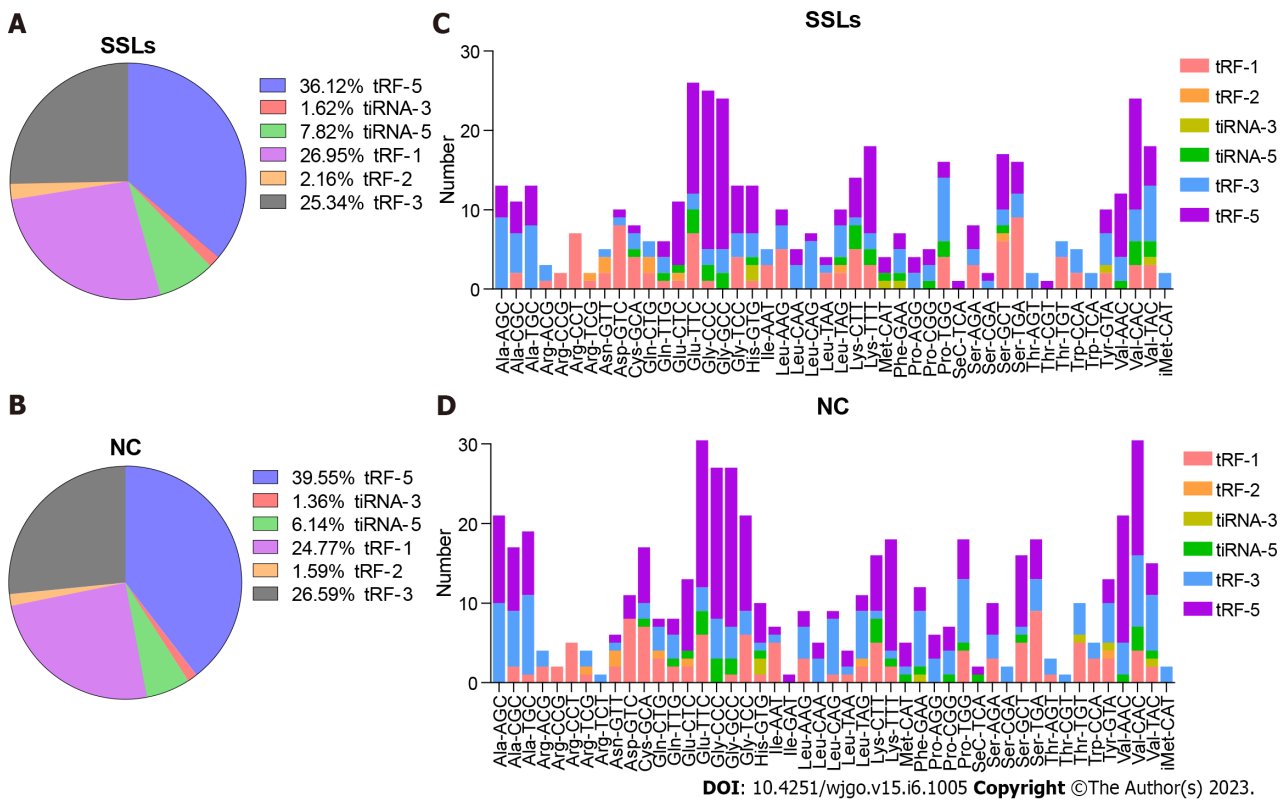 A
SSLs
36.12% tRF-5
1.62% tiRNA-3
7.82% tiRNA-5
26.95% tRF-1
2.16% tRF-2
25.34% tRF-3
B
NC
39.55% tRF-5
1.36% tiRNA-3
6.14% tiRNA-5
24.77% tRF-1
1.59% tRF-2
26.59% tRF-3
C
SSLs
Number
30
20
10
0
Ala-AGC
Ala-CGC
Ala-TGC
Arg-ACG
Arg-CCG
Arg-CCT
Arg-TCG
Asn-GTT
Asp-GTC
Cys-GCA
Gln-CTG
Gln-TTG
Glu-CTC
Glu-TTC
Gly-CCC
Gly-GCC
Gly-TCC
His-GTG
Ile-AAT
Leu-AAG
Leu-CAA
Leu-CAG
Leu-TAA
Leu-TAG
Lys-CTT
Lys-TTT
Met-CAT
Phe-GAA
Pro-AGG
Pro-CGG
Pro-TGG
SeC-TCA
Ser-AGA
Ser-CGA
Ser-GCT
Ser-TGA
Thr-AGT
Thr-CGT
Thr-TGT
Trp-CCA
Trp-TCA
Tyr-GTA
Val-AAC
Val-CAC
Val-TAC
iMet-CAT
tRF-1
tRF-2
tiRNA-3
tiRNA-5
tRF-3
tRF-5
D
NC
Number
30
20
10
0
Ala-AGC
Ala-CGC
Ala-TGC
Arg-ACG
Arg-CCG
Arg-CCT
Arg-TCG
Arg-TCT
Asn-GTT
Asp-GTC
Cys-GCA
Gln-CTG
Gln-TTG
Glu-CTC
Glu-TTC
Gly-CCC
Gly-GCC
Gly-TCC
His-GTG
Ile-AAT
Ile-GAT
Leu-AAG
Leu-CAA
Leu-CAG
Leu-TAA
Leu-TAG
Lys-CTT
Lys-TTT
Met-CAT
Phe-GAA
Pro-AGG
Pro-CGG
Pro-TGG
SeC-TCA
Ser-AGA
Ser-CGA
Ser-GCT
Ser-TGA
Thr-AGT
Thr-CGT
Thr-TGT
Trp-CCA
Tyr-GTA
Val-AAC
Val-CAC
Val-TAC
iMet-CAT
tRF-1
tRF-2
tiRNA-3
tiRNA-5
tRF-3
tRF-5
DOI: 10.4251/wjgo.v15.i6.1005 Copyright ©The Author(s) 2023.